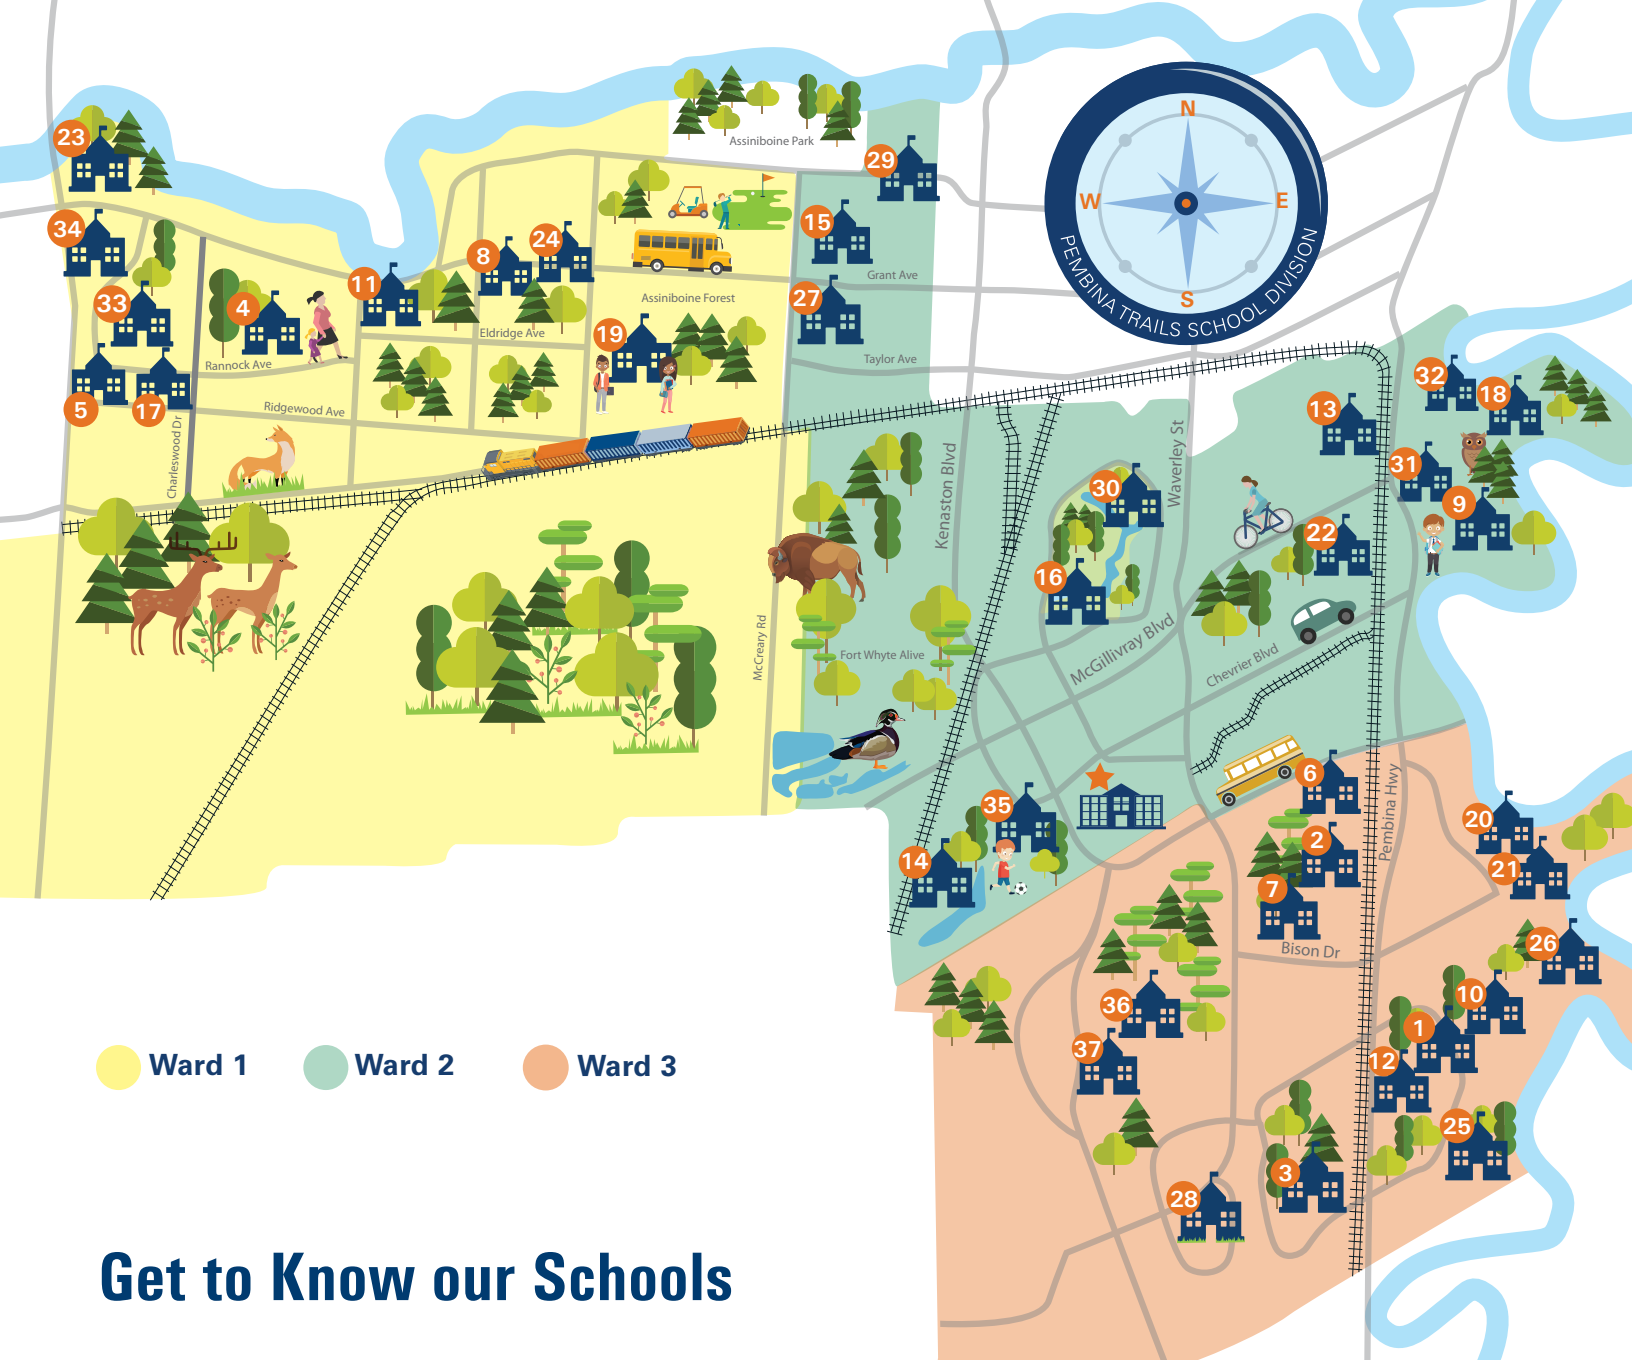 Assiniboine Park
N
W
E
S
PEMBINA TRAILS SCHOOL DIVISION
23
29
34
15
24
8
11
Grant Ave
33
4
27
Assiniboine Forest
Eldridge Ave
19
Rannock Ave
Taylor Ave
32
5
17
18
13
Ridgewood Ave
Charleswood Dr
Kenaston Blvd
Waverley St
31
30
9
22
16
McCreary Rd
Fort Whyte Alive
McGillivray Blvd
Chevrier Blvd
6
Pembina Hwy
35
20
2
14
21
7
Bison Dr
26
36
10
1
37
12
Ward 1
Ward 2
Ward 3
25
3
28
Get to Know our Schools